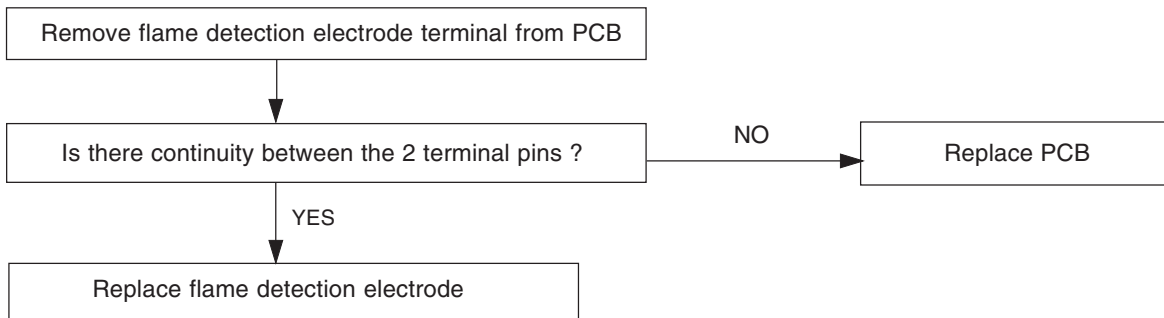 Remove flame detection electrode terminal from PCB
Is there continuity between the 2 terminal pins ?
NO
Replace PCB
YES
Replace flame detection electrode